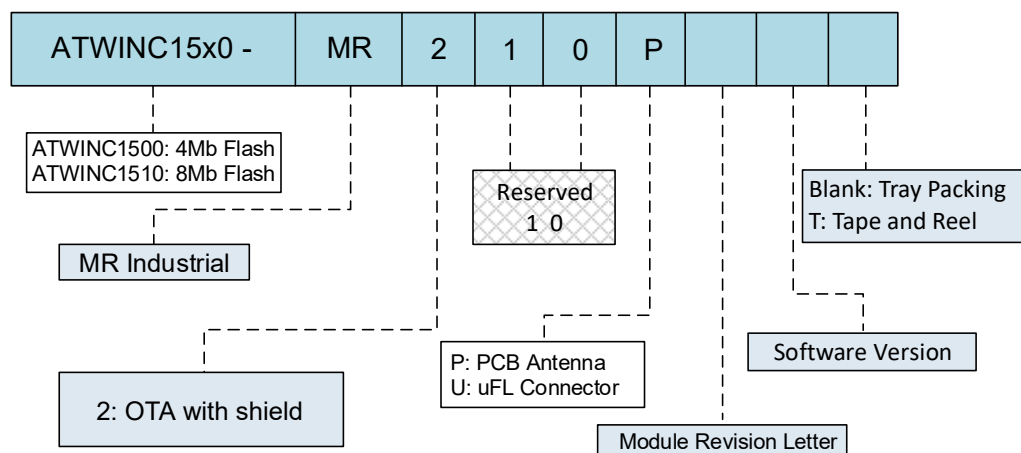 ATWINC15x0 - MR 2 1 0 P
ATWINC1500: 4Mb Flash
ATWINC1510: 8Mb Flash
Reserved
1 0
Blank: Tray Packing
T: Tape and Reel
MR Industrial
P: PCB Antenna
U: uFL Connector
Software Version
2: OTA with shield
Module Revision Letter